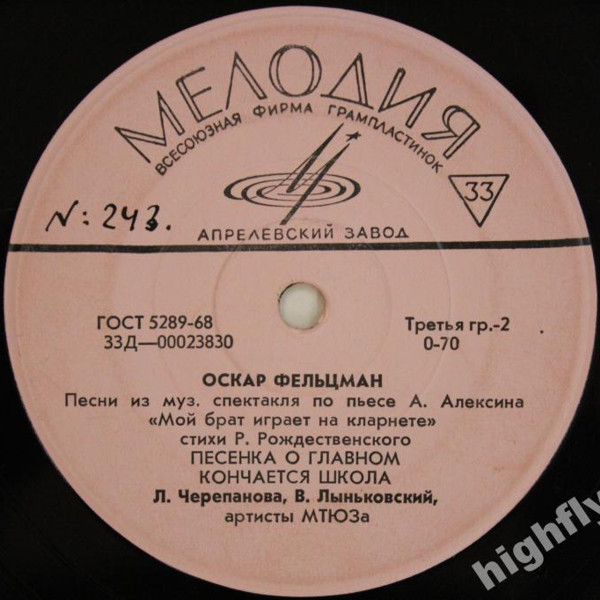 МЕЛОДИЯ
ВСЕСОЮЗНАЯ ФИРМА ГРАМПЛАСТИНОК
33
N: 243.
АПРЕЛЕВСКИЙ ЗАВОД
ГОСТ 5289-68
Третья гр.-2
33Д—00023830
0-70
ОСКАР ФЕЛЬЦМАН
Песни из муз. спектакля по пьесе А. Алексина
«Мой брат играет на кларнете»
стихи Р. Рождественского
ПЕСЕНКА О ГЛАВНОМ
КОНЧАЕТСЯ ШКОЛА
Л. Черепанова, В. Лыньковский,
артисты МТЮЗа
highfly